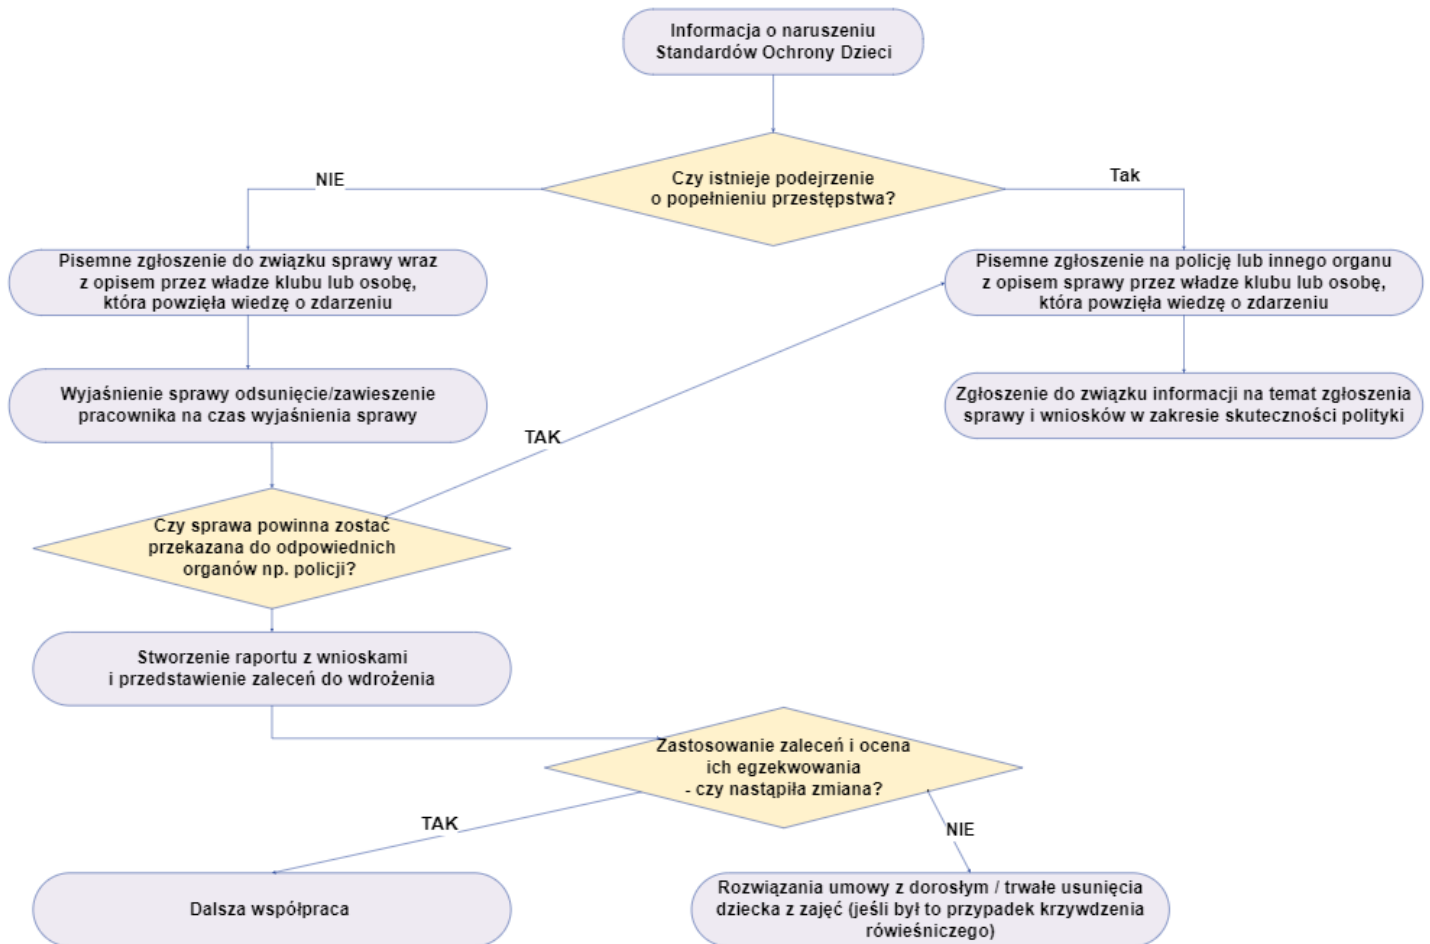 Informacja o naruszeniu
Standardów Ochrony Dzieci
Czy istnieje podejrzenie
o popełnieniu przestępstwa?
NIE
Tak
Pisemne zgłoszenie do związku sprawy wraz
z opisem przez władze klubu lub osobę,
która powzięła wiedzę o zdarzeniu
Pisemne zgłoszenie na policję lub innego organu
z opisem sprawy przez władze klubu lub osobę,
która powzięła wiedzę o zdarzeniu
Wyjaśnienie sprawy odsunięcie/zawieszenie
pracownika na czas wyjaśnienia sprawy
Zgłoszenie do związku informacji na temat zgłoszenia
sprawy i wniosków w zakresie skuteczności polityki
TAK
Czy sprawa powinna zostać
przekazana do odpowiednich
organów np. policji?
Stworzenie raportu z wnioskami
i przedstawienie zaleceń do wdrożenia
Zastosowanie zaleceń i ocena
ich egzekwowania
- czy nastąpiła zmiana?
TAK
NIE
Dalsza współpraca
Rozwiązania umowy z dorosłym / trwałe usunięcia
dziecka z zajęć (jeśli był to przypadek krzywdzenia
rówieśniczego)